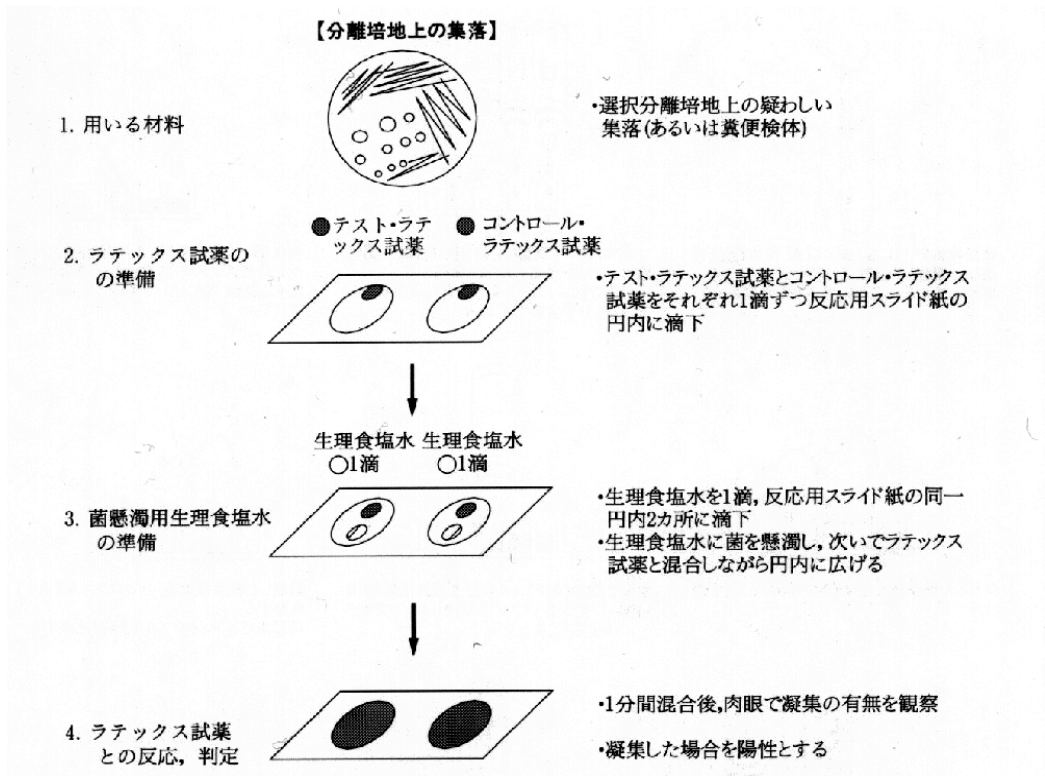 【分離培地上の集落】
1. 用いる材料
・選択分離培地上の疑わしい
集落(あるいは糞便検体)
●テスト・ラテ
ックス試薬
●コントロール・
ラテックス試薬
2. ラテックス試薬の
の準備
・テスト・ラテックス試薬とコントロール・ラテックス
試薬をそれぞれ1滴ずつ反応用スライド紙の
円内に滴下
生理食塩水 生理食塩水
○1滴 ○1滴
3. 菌懸濁用生理食塩水
の準備
・生理食塩水を1滴，反応用スライド紙の同一
円内2カ所に滴下
・生理食塩水に菌を懸濁し，次いでラテックス
試薬と混合しながら円内に広げる
4. ラテックス試薬
との反応，判定
・1分間混合後，肉眼で凝集の有無を観察
・凝集した場合を陽性とする